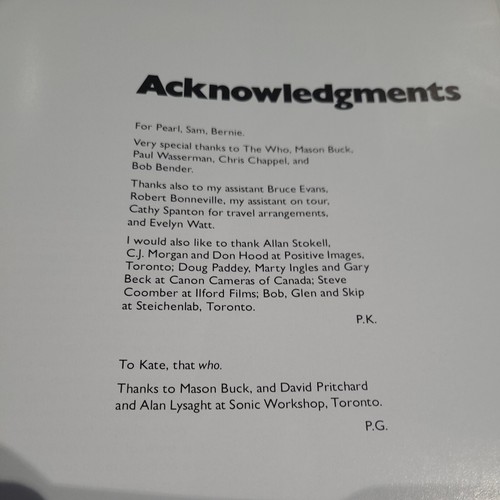 Acknowledgments
For Pearl, Sam, Bernie.
Very special thanks to The Who, Mason Buck,
Paul Wasserman, Chris Chappel, and
Bob Bender.
Thanks also to my assistant Bruce Evans,
Robert Bonneville, my assistant on tour,
Cathy Spanton for travel arrangements,
and Evelyn Watt.
I would also like to thank Allan Stokell,
C.J. Morgan and Don Hood at Positive Images,
Toronto; Doug Paddey, Marty Ingles and Gary
Beck at Canon Cameras of Canada; Steve
Coomber at Ilford Films; Bob, Glen and Skip
at Steichenlab, Toronto.
P.K.
To Kate, that who.
Thanks to Mason Buck, and David Pritchard
and Alan Lysaght at Sonic Workshop, Toronto.
P.G.